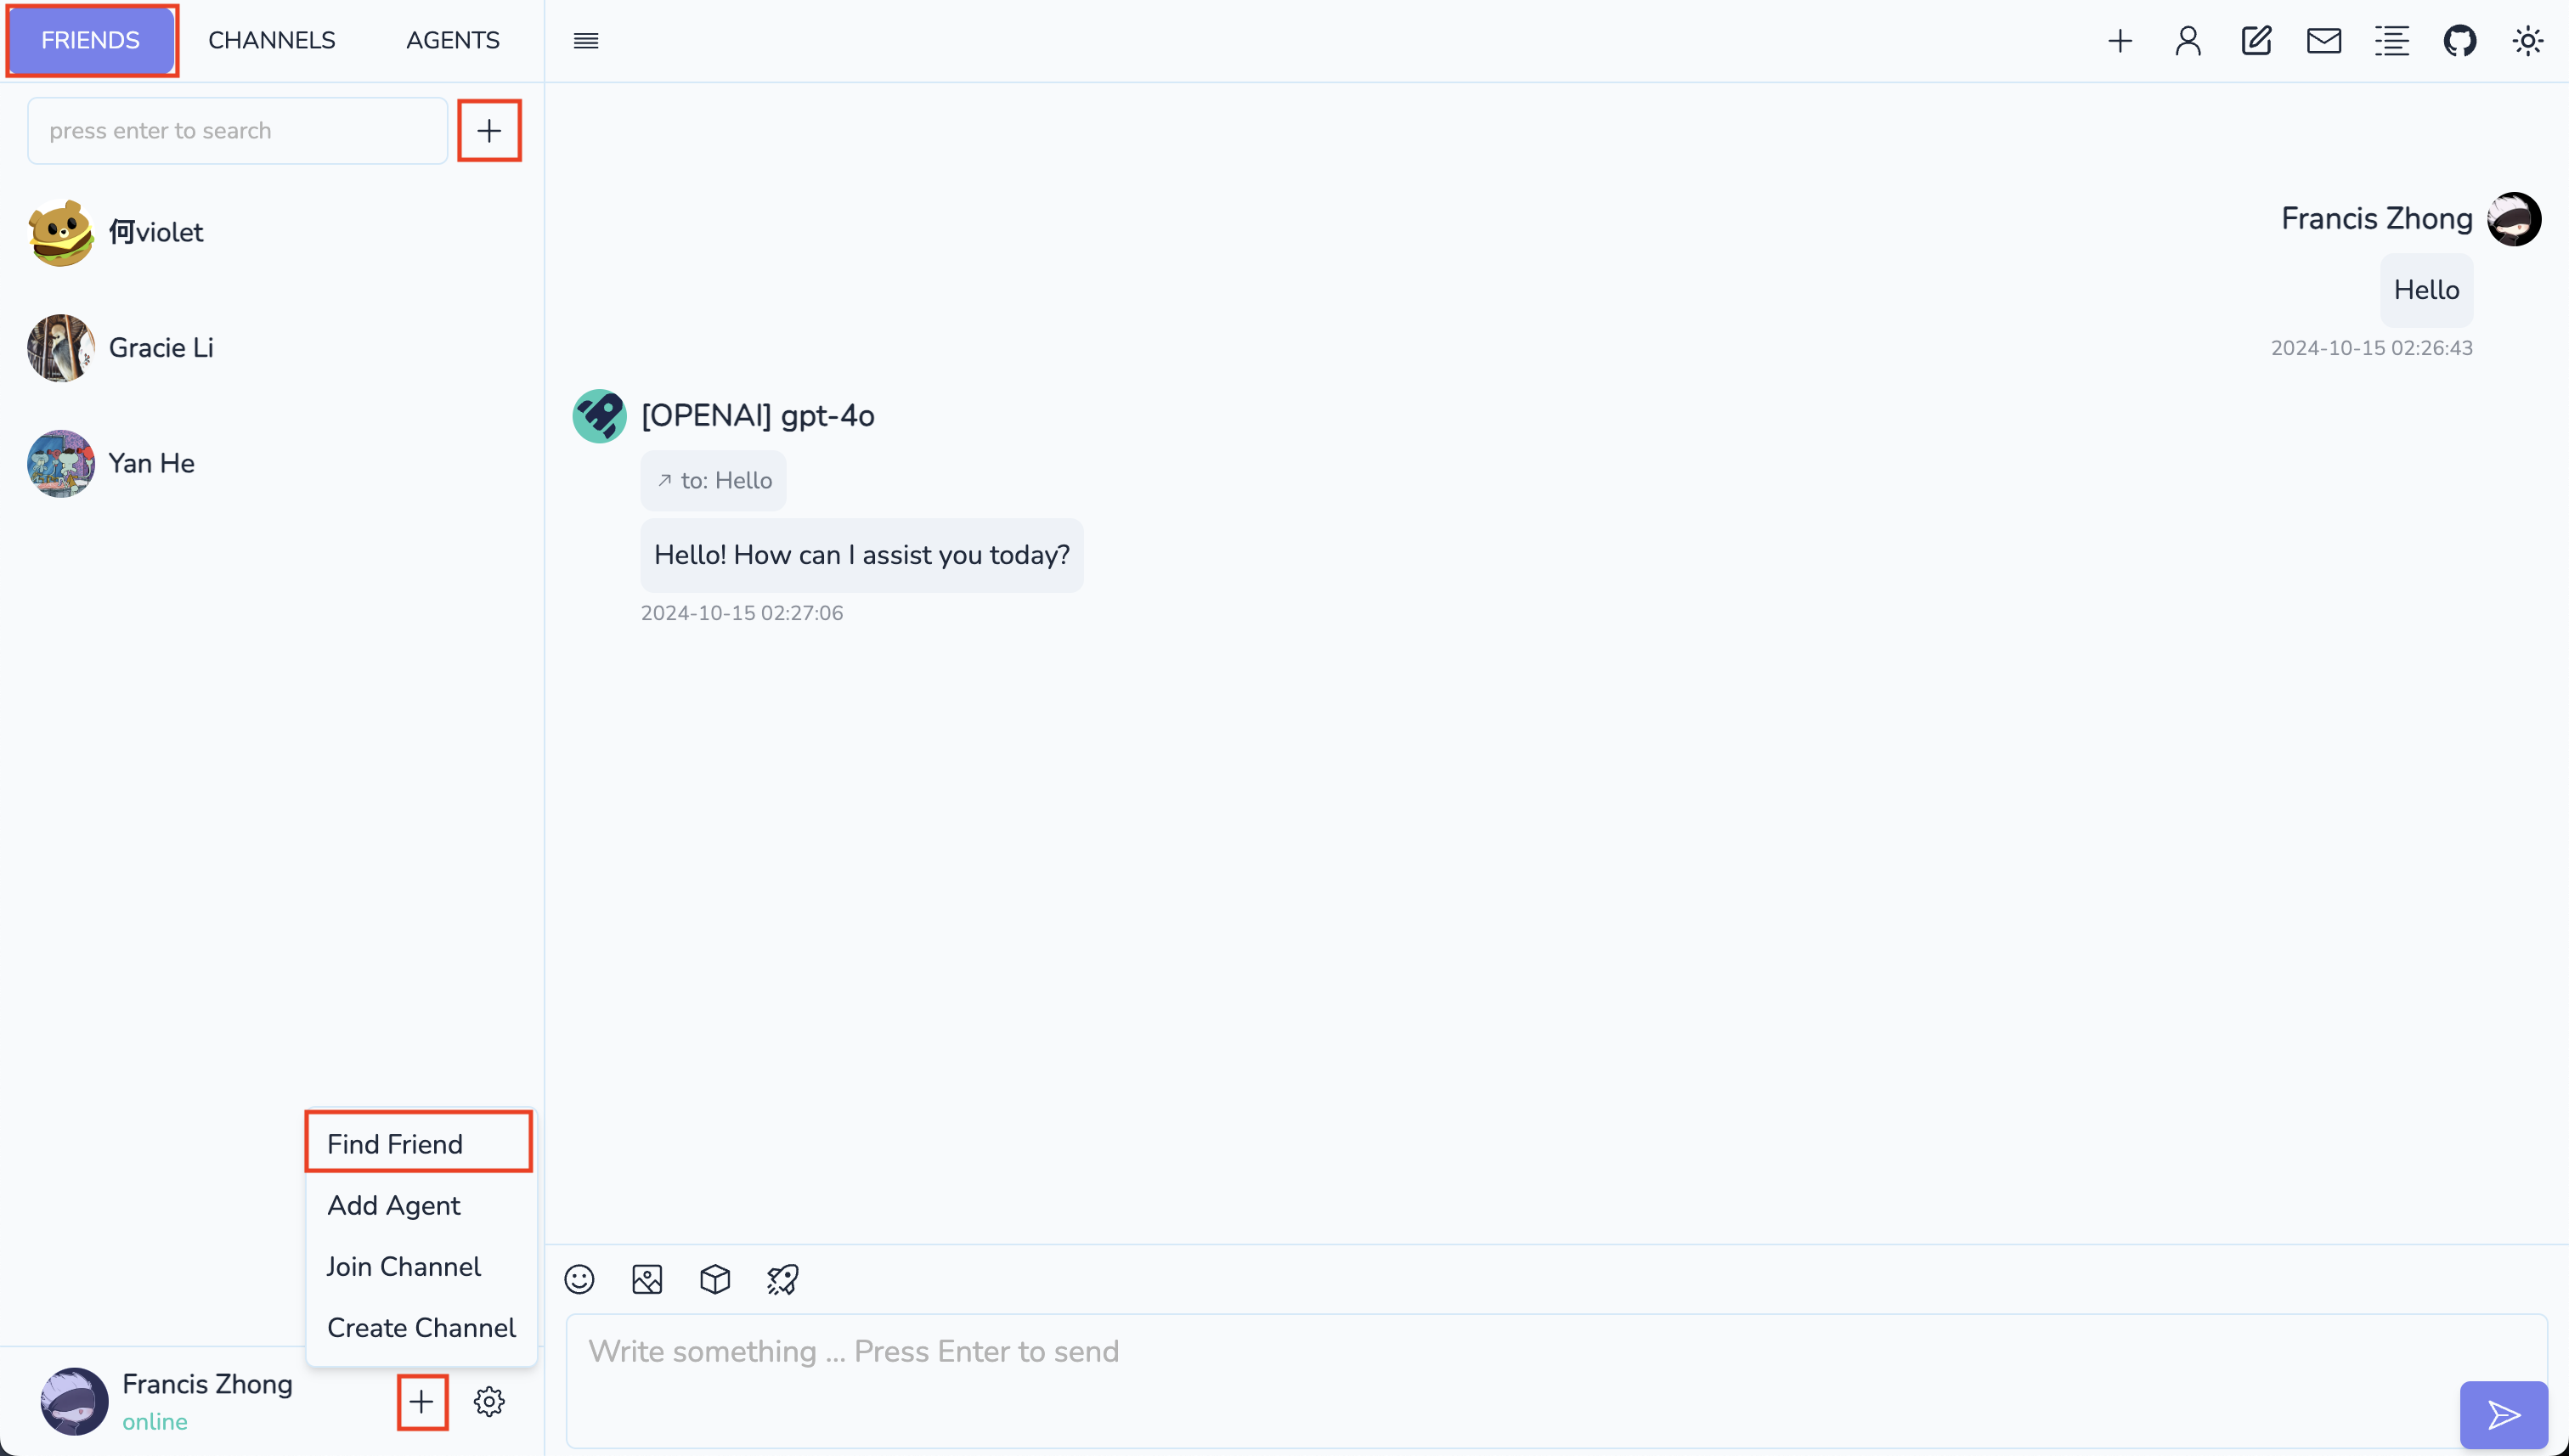 FRIENDS
CHANNELS
AGENTS
press enter to search
何violet
Gracie Li
Yan He
Find Friend
Add Agent
Join Channel
Create Channel
Francis Zhong
online
Francis Zhong
Hello
2024-10-15 02:26:43
[OPENAI] gpt-4o
to: Hello
Hello! How can I assist you today?
2024-10-15 02:27:06
Write something ... Press Enter to send